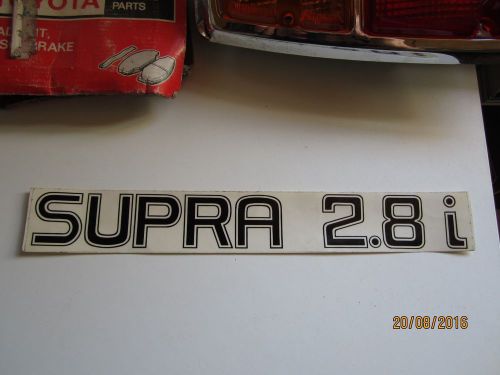 TOYOTA PARTS
BRAKE
SUPRA 2.8 i
20/08/2016